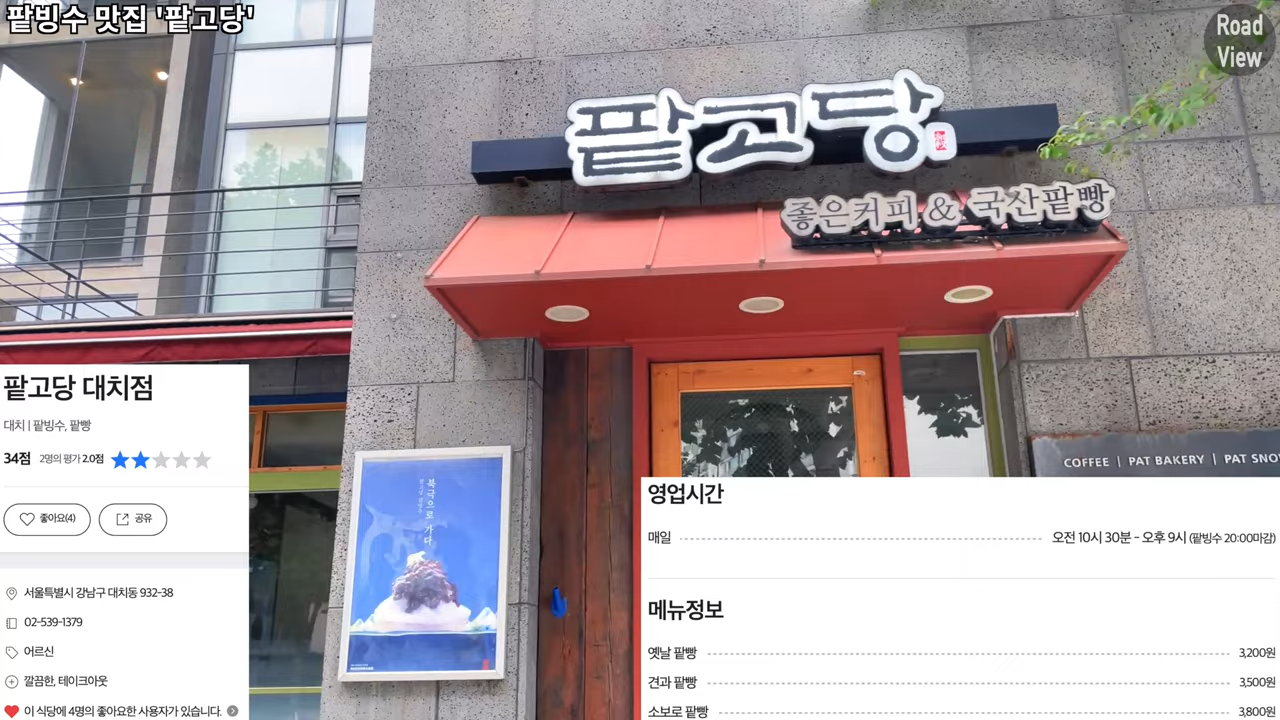 팥빙수 맛집 '팥고당'
Road
View
팥고당
좋은커피 & 국산팥빵
COFFEE | PAT BAKERY | PAT SNO
북극으로 가다
팥고당 대치점
대치 | 팥빙수, 팥빵
34점 2명의 평가 2.0점
좋아요(4) 공유
서울특별시 강남구 대치동 932-38
02-539-1379
어르신
깔끔한, 테이크아웃
이 식당에 4명의 좋아요한 사용자가 있습니다.
영업시간
매일 오전 10시 30분 - 오후 9시 (팥빙수 20:00마감)
메뉴정보
옛날 팥빵 3,200원
견과 팥빵 3,500원
소보로 팥빵 3,800원